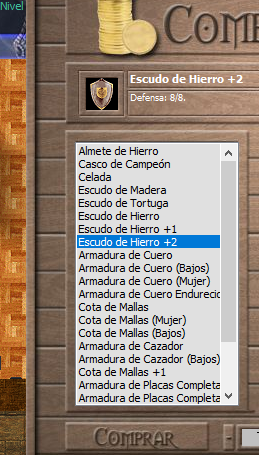 Nivel
Escudo de Hierro +2
Defensa: 8/8.
Almete de Hierro
Casco de Campeón
Celada
Escudo de Madera
Escudo de Tortuga
Escudo de Hierro
Escudo de Hierro +1
Escudo de Hierro +2
Armadura de Cuero
Armadura de Cuero (Bajos)
Armadura de Cuero (Mujer)
Armadura de Cuero Endurecid
Cota de Mallas
Cota de Mallas (Mujer)
Cota de Mallas (Bajos)
Armadura de Cazador
Armadura de Cazador (Bajos)
Cota de Mallas +1
Armadura de Placas Completa
Armadura de Placas Completa
COMPRAR
-